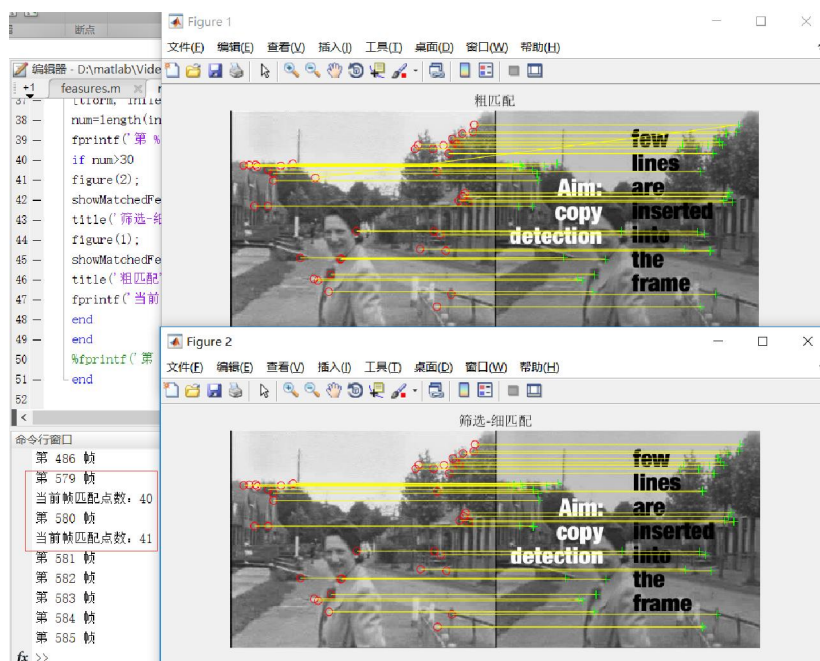 断点
编辑器 - D:\matlab\Vide
+1
feasures.m
37
38 num=length(in
39 fprintf('第 %
40 if num>30
41 figure(2);
42 showMatchedFe
43 title('筛选-细
44 figure(1);
45 showMatchedFe
46 title('粗匹配'
47 fprintf('当前
48 end
49 end
50 %fprintf('第
51 end
52
命令行窗口
第 486 帧
第 579 帧
当前帧匹配点数: 40
第 580 帧
当前帧匹配点数: 41
第 581 帧
第 582 帧
第 583 帧
第 584 帧
第 585 帧
fx >>
Figure 1
文件(F) 编辑(E) 查看(V) 插入(I) 工具(T) 桌面(D) 窗口(W) 帮助(H)
粗匹配
Aim:
copy
detection
few
lines
are
inserted
into
the
frame
Figure 2
文件(F) 编辑(E) 查看(V) 插入(I) 工具(T) 桌面(D) 窗口(W) 帮助(H)
筛选-细匹配
Aim:
copy
detection
few
lines
are
inserted
into
the
frame